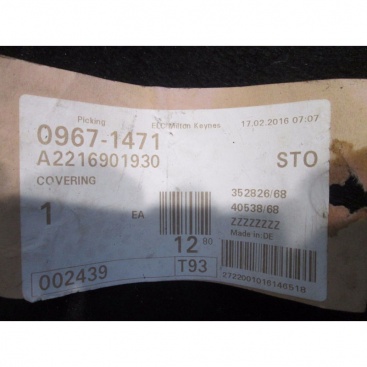 Picking ELC Milton Keynes 17.02.2016 07:07
0967-1471
A2216901930 STO
COVERING
352826/68
1 EA 40538/68
ZZZZZZZZ
Made in: DE
12 90
002439 T93
2722001016146518